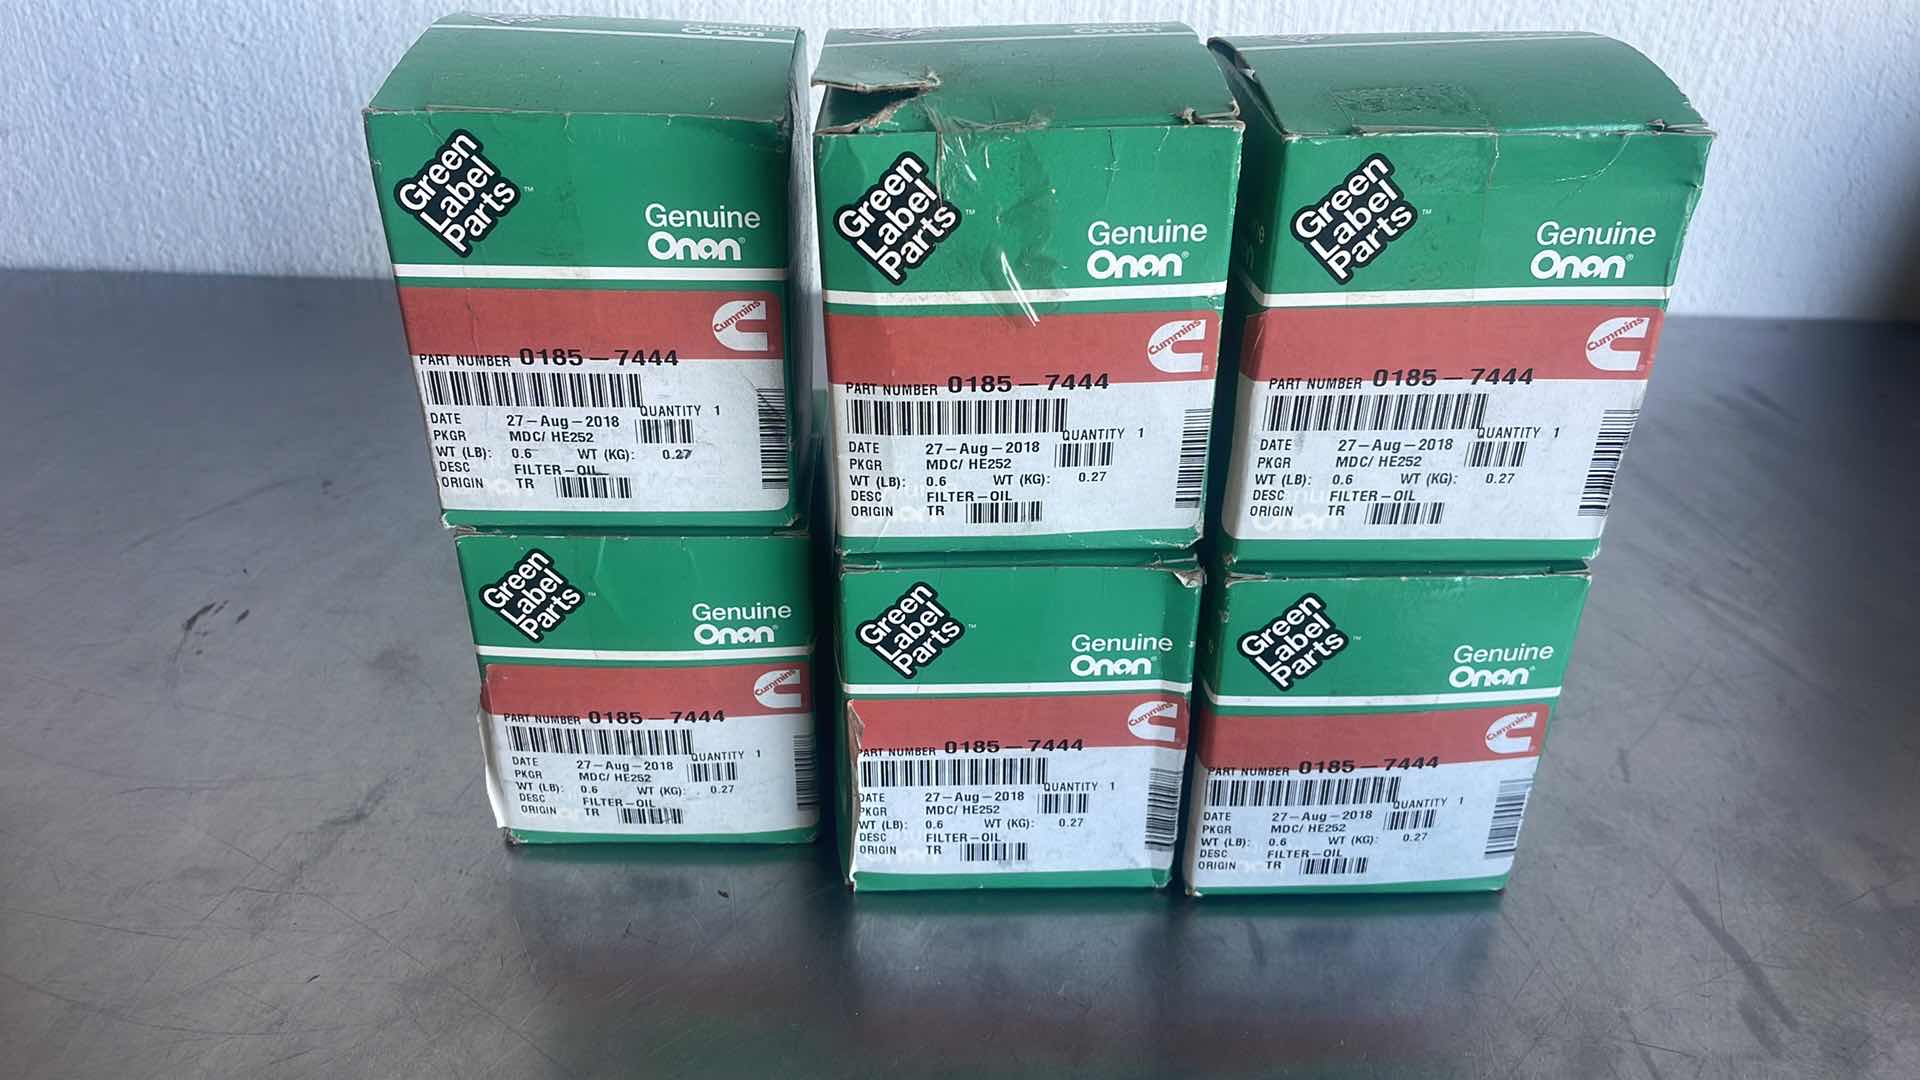 Genuine
Onan
Green
Label
Parts™
Genuine
Onan®
Cummins
PART NUMBER 0185-7444
QUANTITY 1
DATE 27-Aug-2018
PKGR MDC/ HE252
WT (LB): 0.6 WT (KG): 0.27
DESC FILTER-OIL
ORIGIN TR
Onan
Green
Label
Parts™
Genuine
Onan®
Cummins
PART NUMBER 0185-7444
QUANTITY 1
DATE 27-Aug-2018
PKGR MDC/ HE252
WT (LB): 0.6 WT (KG): 0.27
DESC FILTER-OIL
ORIGIN TR
Green
Label
Parts™
Genuine
Onan®
Cummins
PART NUMBER 0185-7444
QUANTITY 1
DATE 27-Aug-2018
PKGR MDC/ HE252
WT (LB): 0.6 WT (KG): 0.27
DESC FILTER-OIL
ORIGIN TR
Green
Label
Parts™
Genuine
Onan®
Cummins
PART NUMBER 0185-7444
QUANTITY 1
DATE 27-Aug-2018
PKGR MDC/ HE252
WT (LB): 0.6 WT (KG): 0.27
DESC FILTER-OIL
ORIGIN TR
Green
Label
Parts™
Genuine
Onan®
Cummins
PART NUMBER 0185-7444
QUANTITY 1
DATE 27-Aug-2018
PKGR MDC/ HE252
WT (LB): 0.6 WT (KG): 0.27
DESC FILTER-OIL
ORIGIN TR
Green
Label
Parts™
Genuine
Onan®
Cummins
PART NUMBER 0185-7444
QUANTITY 1
DATE 27-Aug-2018
PKGR MDC/ HE252
WT (LB): 0.6 WT (KG): 0.27
DESC FILTER-OIL
ORIGIN TR